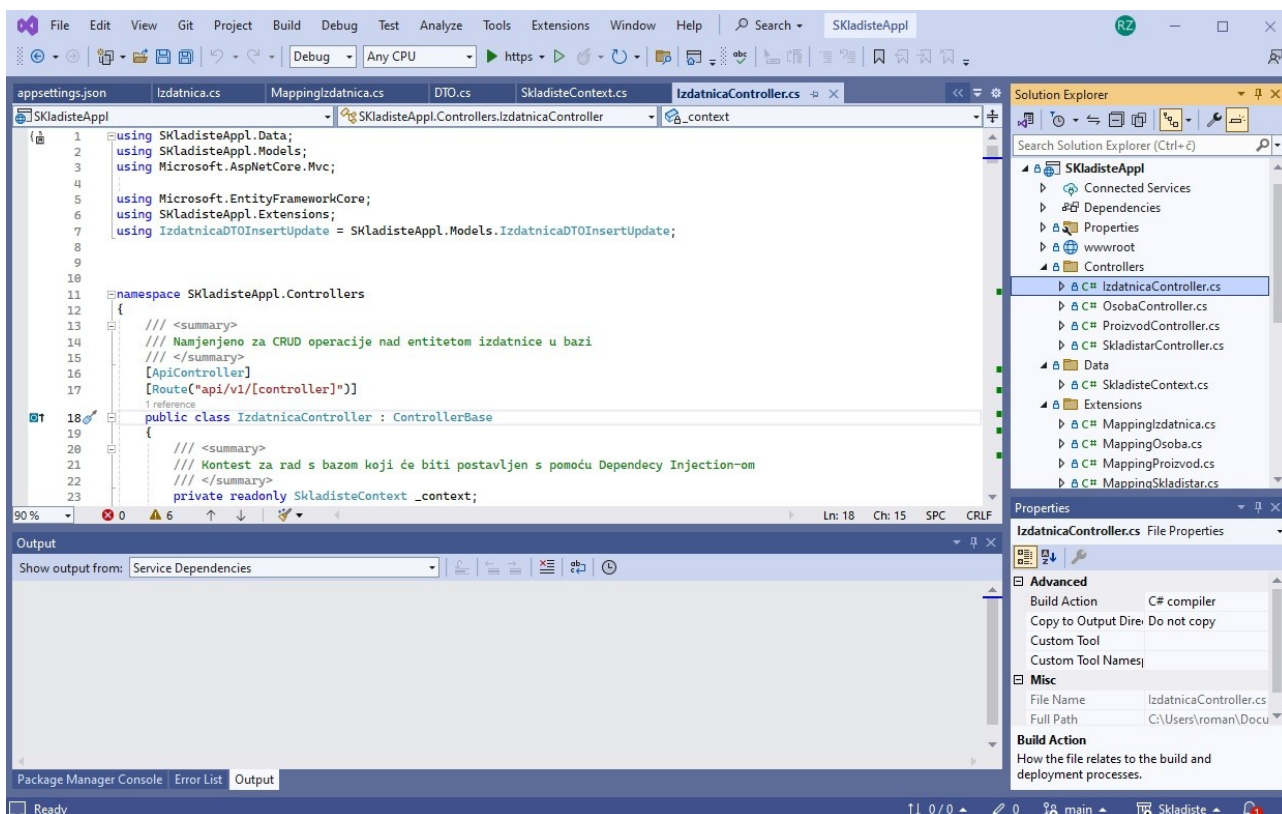 File Edit View Git Project Build Debug Test Analyze Tools Extensions Window Help Search SKladisteAppl RZ
Debug Any CPU https
appsettings.json Izdatnica.cs MappingIzdatnica.cs DTO.cs SkladisteContext.cs IzdatnicaController.cs
SKladisteAppl SKladisteAppl.Controllers.IzdatnicaController _context
1 using SKladisteAppl.Data;
2 using SKladisteAppl.Models;
3 using Microsoft.AspNetCore.Mvc;
4
5 using Microsoft.EntityFrameworkCore;
6 using SKladisteAppl.Extensions;
7 using IzdatnicaDTOInsertUpdate = SKladisteAppl.Models.IzdatnicaDTOInsertUpdate;
8
9
10
11 namespace SKladisteAppl.Controllers
12 {
13 /// <summary>
14 /// Namjenjeno za CRUD operacije nad entitetom izdatnice u bazi
15 /// </summary>
16 [ApiController]
17 [Route("api/v1/[controller]")]
1 reference
18 public class IzdatnicaController : ControllerBase
19 {
20 /// <summary>
21 /// Kontest za rad s bazom koji će biti postavljen s pomoću Dependecy Injection-om
22 /// </summary>
23 private readonly SkladisteContext _context;
90 % 0 6 Ln: 18 Ch: 15 SPC CRLF
Output
Show output from: Service Dependencies
Package Manager Console Error List Output
Solution Explorer
Search Solution Explorer (Ctrl+č)
SKladisteAppl
Connected Services
Dependencies
Properties
wwwroot
Controllers
C# IzdatnicaController.cs
C# OsobaController.cs
C# ProizvodController.cs
C# SkladistarController.cs
Data
C# SkladisteContext.cs
Extensions
C# MappingIzdatnica.cs
C# MappingOsoba.cs
C# MappingProizvod.cs
C# MappingSkladistar.cs
Properties
IzdatnicaController.cs File Properties
Advanced
Build Action C# compiler
Copy to Output Dire Do not copy
Custom Tool
Custom Tool Namesp
Misc
File Name IzdatnicaController.cs
Full Path C:\Users\roman\Docu
Build Action
How the file relates to the build and
deployment processes.
Ready 0 / 0 0 main Skladiste 1